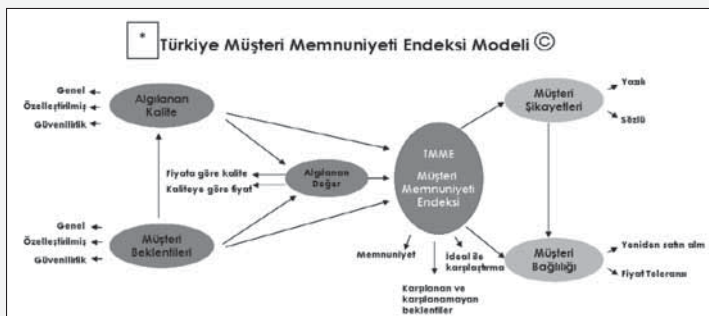 * Türkiye Müşteri Memnuniyeti Endeksi Modeli ©
Genel
Özelleştirilmiş
Güvenilirlik
Algılanan
Kalite
Fiyata göre kalite
Kaliteye göre fiyat
Algılanan
Değer
Genel
Özelleştirilmiş
Güvenilirlik
Müşteri
Beklentileri
TMME
Müşteri
Memnuniyeti
Endeksi
Memnuniyet
Karşılanan ve
karşılanamayan
beklentiler
İdeal ile
karşılaştırma
Müşteri
Şikayetleri
Yazılı
Sözlü
Müşteri
Bağlılığı
Yeniden satın alım
Fiyat Toleransı